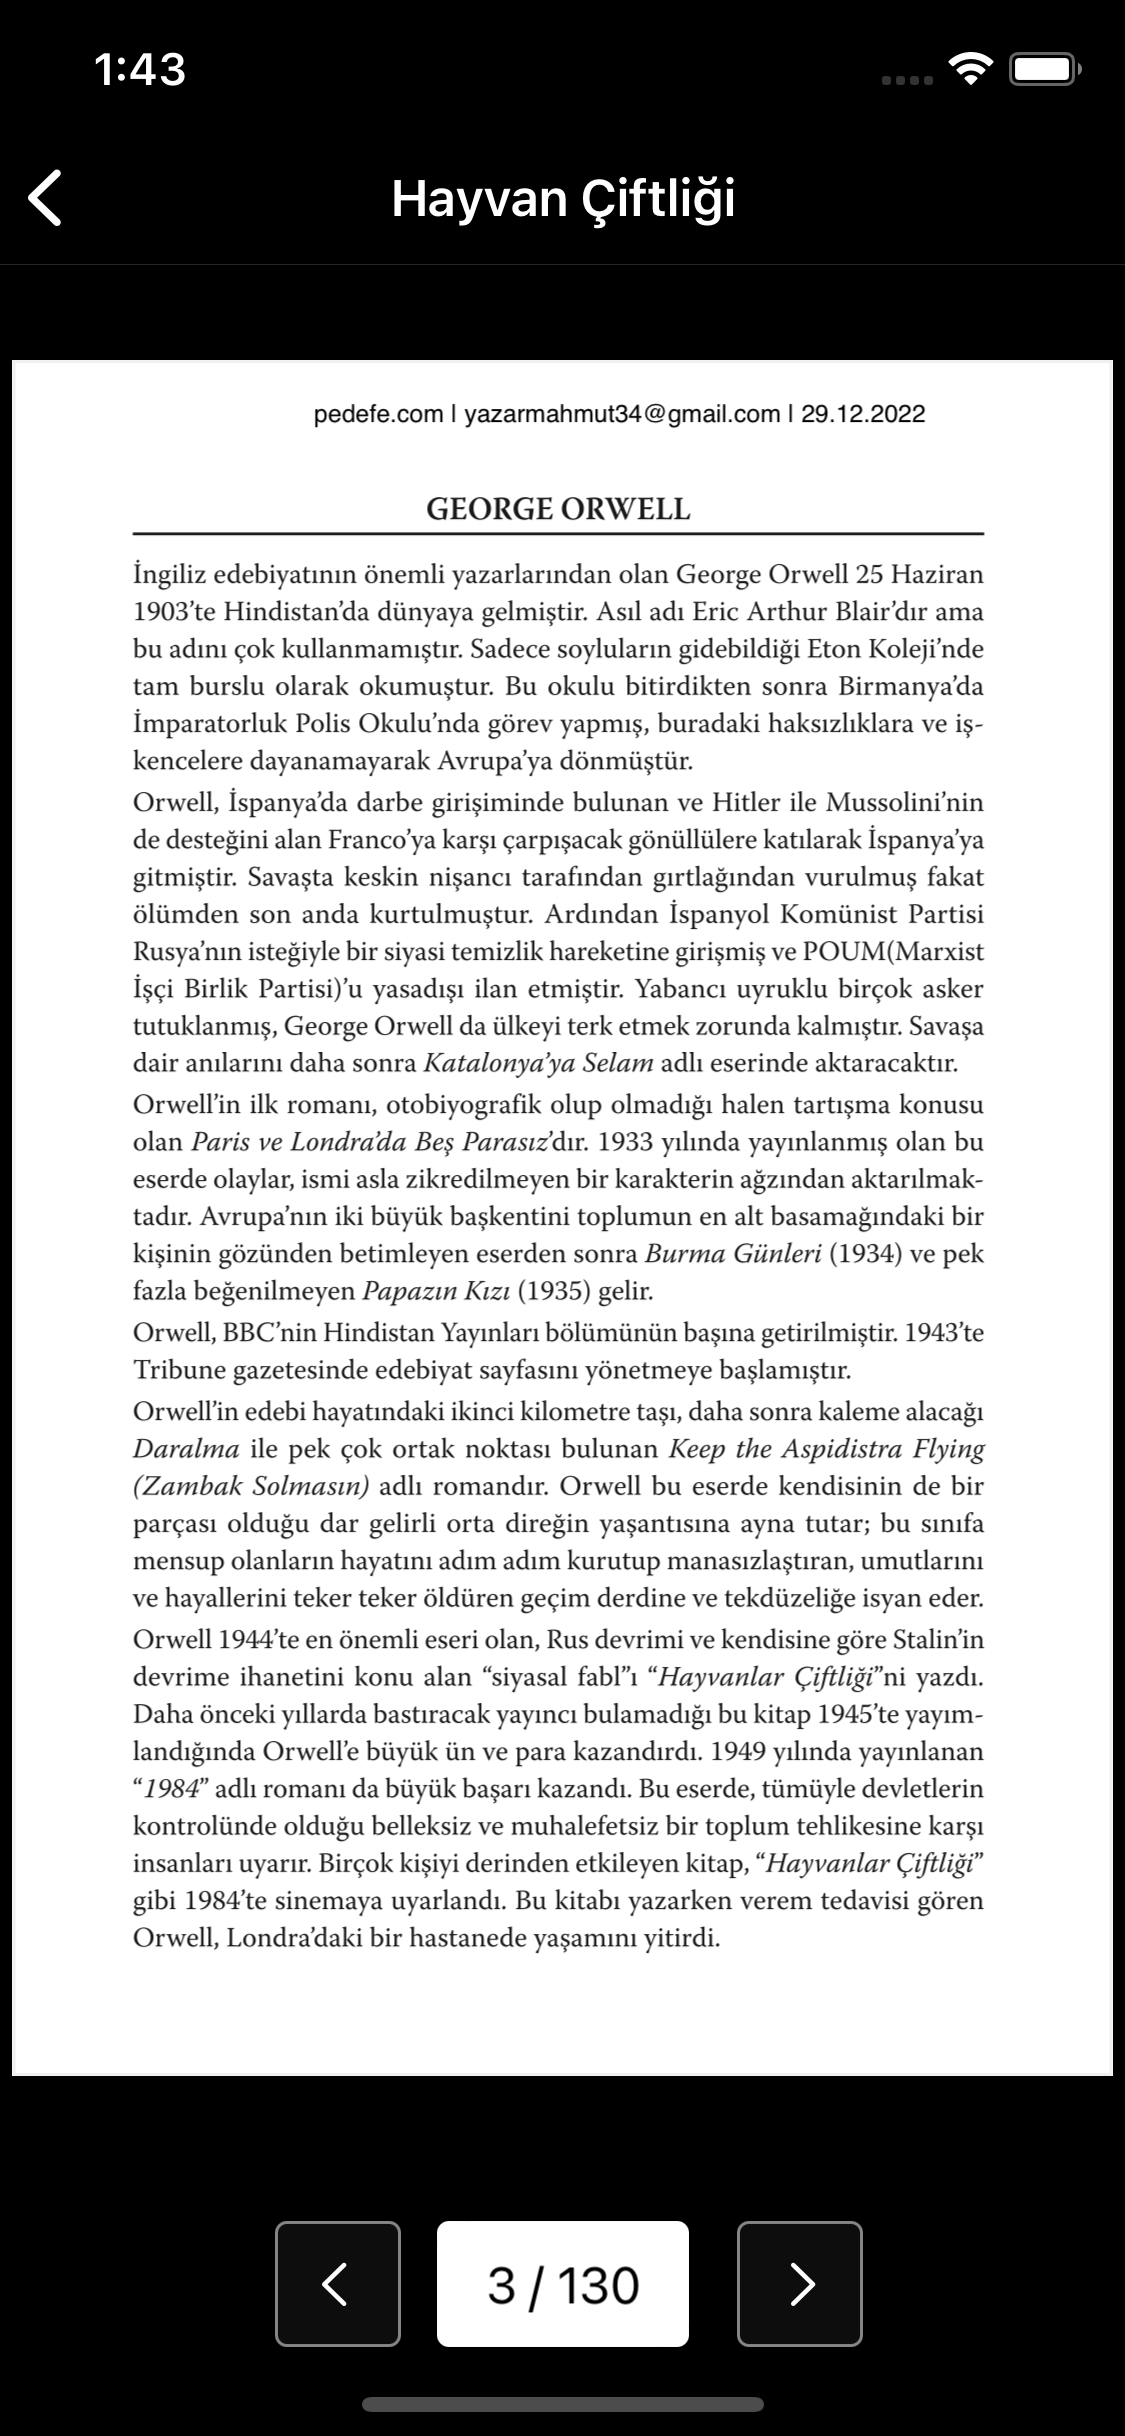 1:43
Hayvan Çiftliği
pedefe.com | yazarmahmut34@gmail.com | 29.12.2022
GEORGE ORWELL
İngiliz edebiyatının önemli yazarlarından olan George Orwell 25 Haziran
1903’te Hindistan’da dünyaya gelmiştir. Asıl adı Eric Arthur Blair’dır ama
bu adını çok kullanmamıştır. Sadece soyluların gidebildiği Eton Koleji’nde
tam burslu olarak okumuştur. Bu okulu bitirdikten sonra Birmanya’da
İmparatorluk Polis Okulu’nda görev yapmış, buradaki haksızlıklara ve iş-
kencelere dayanamayarak Avrupa’ya dönmüştür.
Orwell, İspanya’da darbe girişiminde bulunan ve Hitler ile Mussolini’nin
de desteğini alan Franco’ya karşı çarpışacak gönüllülere katılarak İspanya’ya
gitmiştir. Savaşta keskin nişancı tarafından gırtlağından vurulmuş fakat
ölümden son anda kurtulmuştur. Ardından İspanyol Komünist Partisi
Rusya’nın isteğiyle bir siyasi temizlik hareketine girişmiş ve POUM(Marxist
İşçi Birlik Partisi)’u yasadışı ilan etmiştir. Yabancı uyruklu birçok asker
tutuklanmış, George Orwell da ülkeyi terk etmek zorunda kalmıştır. Savaşa
dair anılarını daha sonra Katalonya’ya Selam adlı eserinde aktaracaktır.
Orwell’in ilk romanı, otobiyografik olup olmadığı halen tartışma konusu
olan Paris ve Londra’da Beş Parasız’dır. 1933 yılında yayınlanmış olan bu
eserde olaylar, ismi asla zikredilmeyen bir karakterin ağzından aktarılmak-
tadır. Avrupa’nın iki büyük başkentini toplumun en alt basamağındaki bir
kişinin gözünden betimleyen eserden sonra Burma Günleri (1934) ve pek
fazla beğenilmeyen Papazın Kızı (1935) gelir.
Orwell, BBC’nin Hindistan Yayınları bölümünün başına getirilmiştir. 1943’te
Tribune gazetesinde edebiyat sayfasını yönetmeye başlamıştır.
Orwell’in edebi hayatındaki ikinci kilometre taşı, daha sonra kaleme alacağı
Daralma ile pek çok ortak noktası bulunan Keep the Aspidistra Flying
(Zambak Solmasın) adlı romandır. Orwell bu eserde kendisinin de bir
parçası olduğu dar gelirli orta direğin yaşantısına ayna tutar; bu sınıfa
mensup olanların hayatını adım adım kurutup manasızlaştıran, umutlarını
ve hayallerini teker teker öldüren geçim derdine ve tekdüzeliğe isyan eder.
Orwell 1944’te en önemli eseri olan, Rus devrimi ve kendisine göre Stalin’in
devrime ihanetini konu alan “siyasal fabl”ı “Hayvanlar Çiftliği”ni yazdı.
Daha önceki yıllarda bastıracak yayıncı bulamadığı bu kitap 1945’te yayım-
landığında Orwell’e büyük ün ve para kazandırdı. 1949 yılında yayınlanan
“1984” adlı romanı da büyük başarı kazandı. Bu eserde, tümüyle devletlerin
kontrolünde olduğu belleksiz ve muhalefetsiz bir toplum tehlikesine karşı
insanları uyarır. Birçok kişiyi derinden etkileyen kitap, “Hayvanlar Çiftliği”
gibi 1984’te sinemaya uyarlandı. Bu kitabı yazarken verem tedavisi gören
Orwell, Londra’daki bir hastanede yaşamını yitirdi.
3 / 130